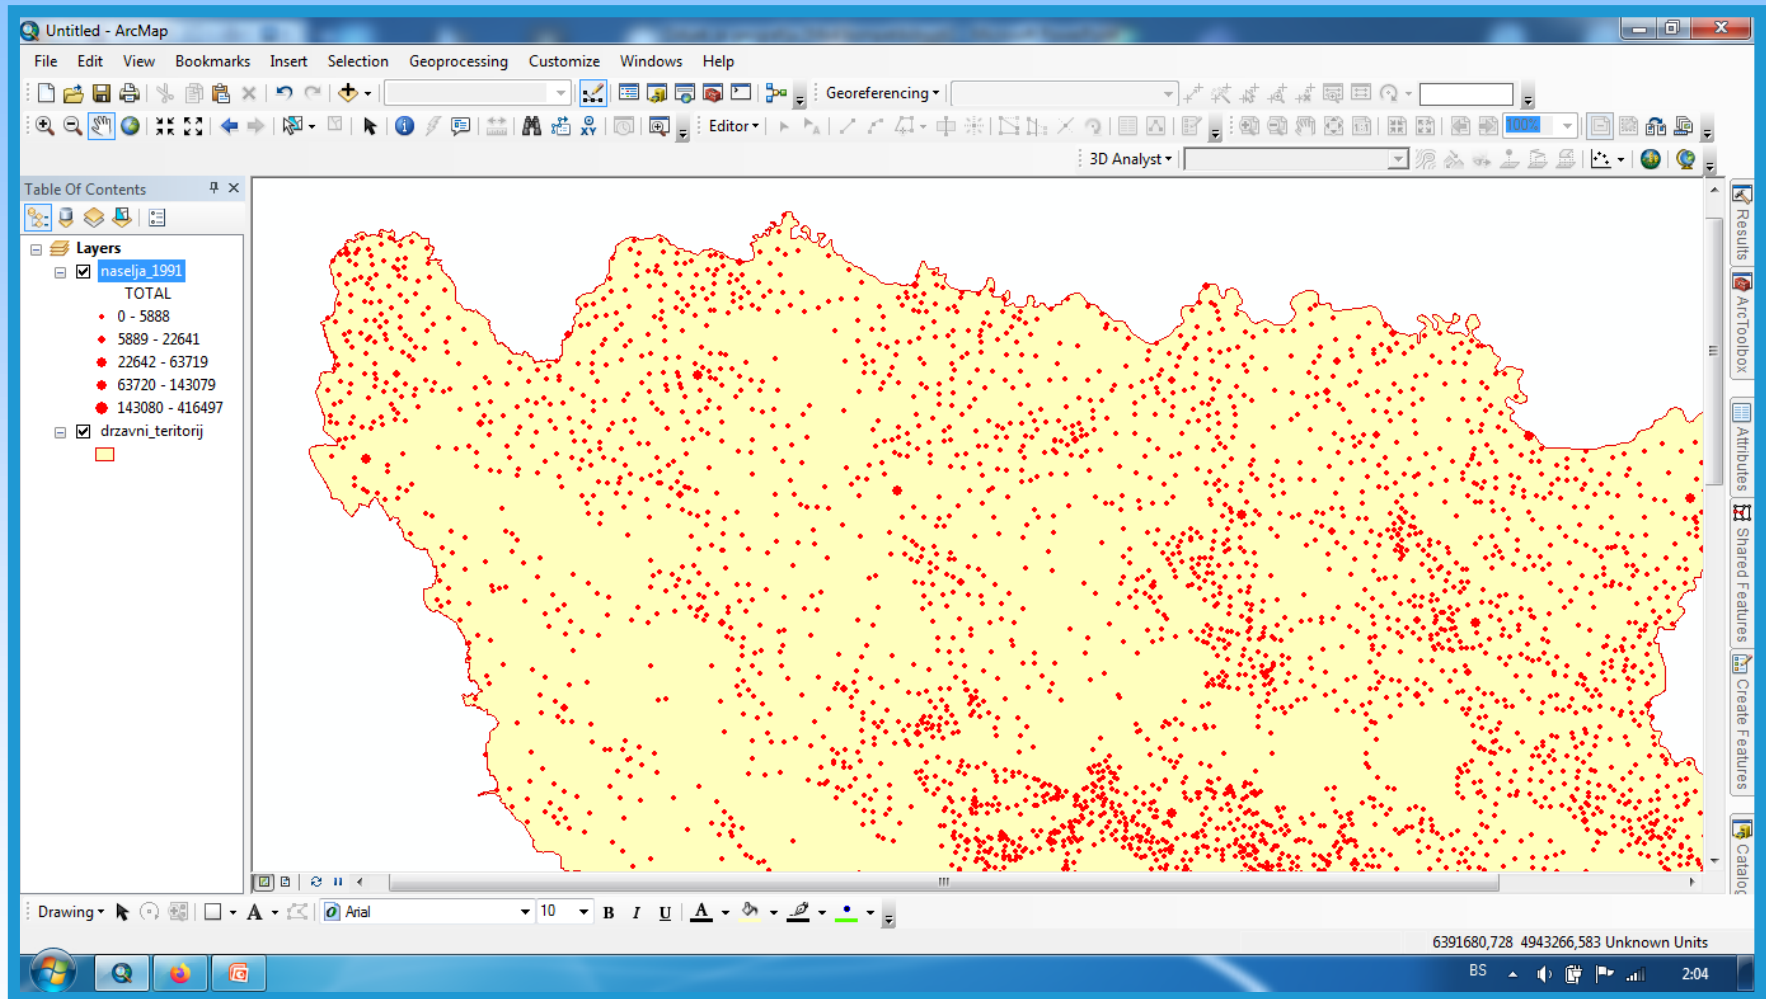 Untitled - ArcMap
File Edit View Bookmarks Insert Selection Geoprocessing Customize Windows Help
Georeferencing
Editor
100%
3D Analyst
Table Of Contents
Layers
naselja_1991
TOTAL
0 - 5888
5889 - 22641
22642 - 63719
63720 - 143079
143080 - 416497
drzavni_teritorij
Results
ArcToolbox
Attributes
Shared Features
Create Features
Catalog
Drawing A Arial 10 B I U A
6391680,728 4943266,583 Unknown Units
BS 2:04